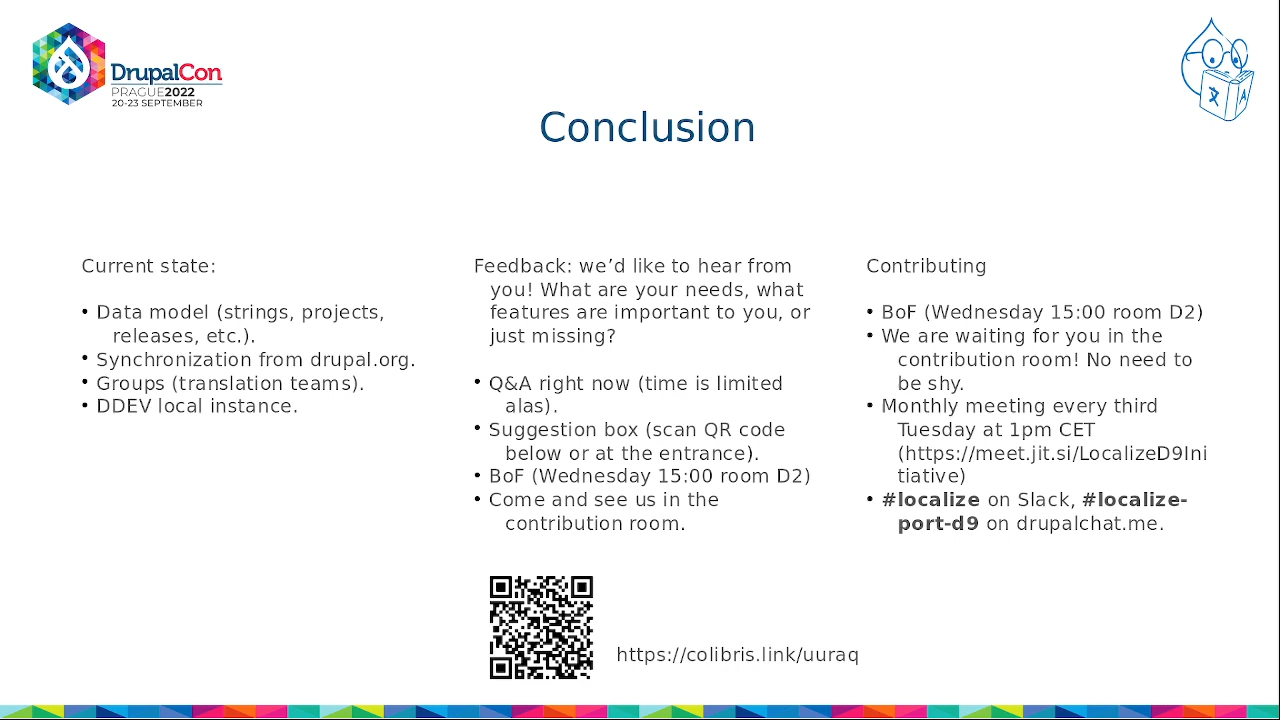 DrupalCon
PRAGUE2022
20-23 SEPTEMBER
Conclusion
Current state:
• Data model (strings, projects,
releases, etc.).
• Synchronization from drupal.org.
• Groups (translation teams).
• DDEV local instance.
Feedback: we’d like to hear from
you! What are your needs, what
features are important to you, or
just missing?
• Q&A right now (time is limited
alas).
• Suggestion box (scan QR code
below or at the entrance).
• BoF (Wednesday 15:00 room D2)
• Come and see us in the
contribution room.
Contributing
• BoF (Wednesday 15:00 room D2)
• We are waiting for you in the
contribution room! No need to
be shy.
• Monthly meeting every third
Tuesday at 1pm CET
(https://meet.jit.si/LocalizeD9Ini
tiative)
• #localize on Slack, #localize-
port-d9 on drupalchat.me.
https://colibris.link/uuraq
文
A